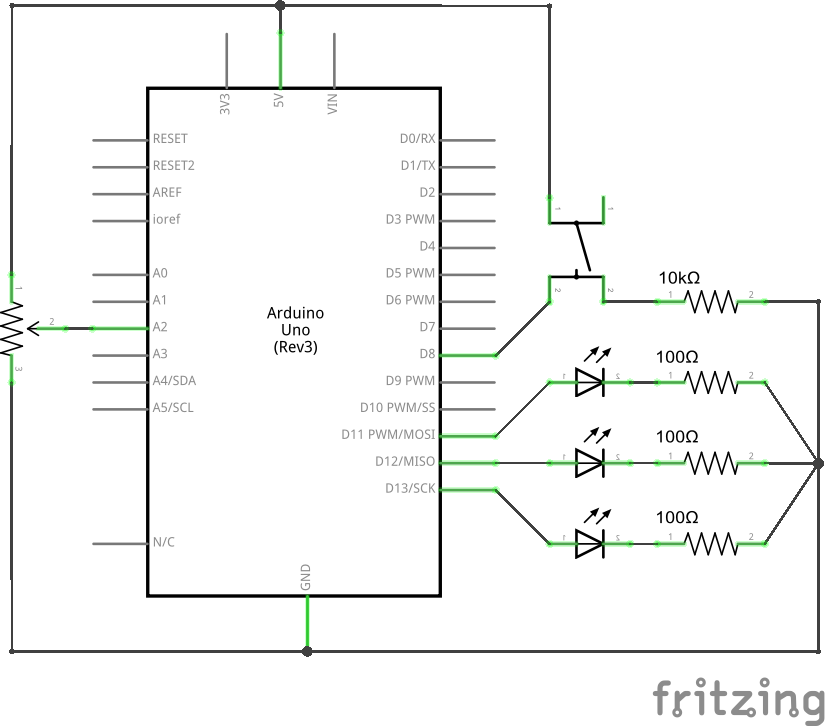 3V3 5V VIN
RESET D0/RX
RESET2 D1/TX
AREF D2
ioref D3 PWM
D4
A0 D5 PWM
A1 D6 PWM
A2 D7
A3 D8
A4/SDA D9 PWM
A5/SCL D10 PWM/SS
D11 PWM/MOSI
D12/MISO
D13/SCK
N/C
GND
Arduino
Uno
(Rev3)
1
2
3
1 1
2 2
10kΩ
1 2
100Ω
1 2 1 2
100Ω
1 2 1 2
100Ω
1 2 1 2
fritzing